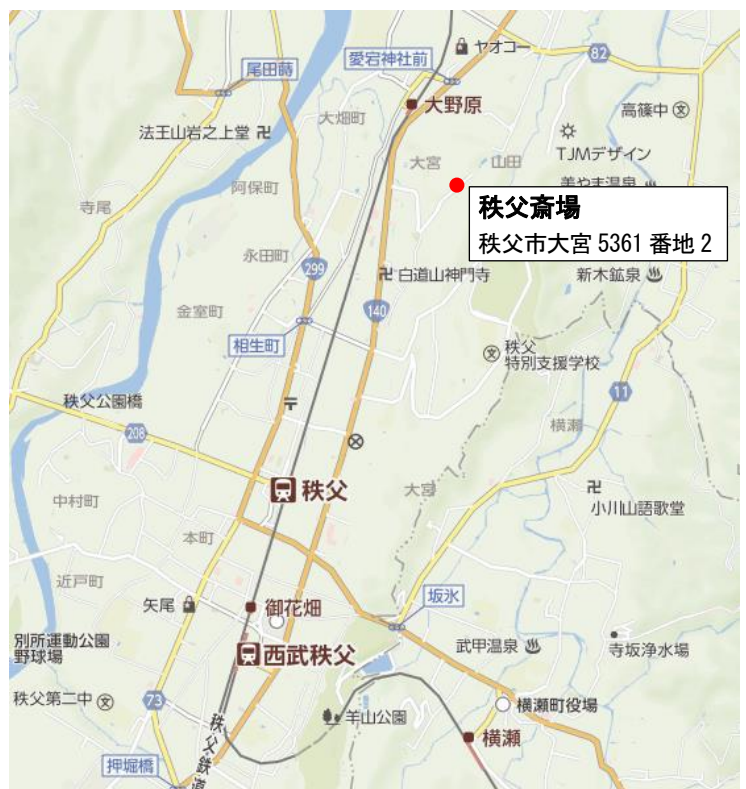 ヤオコー
愛宕神社前
82
尾田蒔
大野原
高篠中
大畑町
法王山岩之上堂
TJMデザイン
大宮
山田
美やま温泉
阿保町
秩父斎場
秩父市大宮 5361 番地 2
寺尾
永田町
299
白道山神門寺
新木鉱泉
金室町
140
相生町
秩父
特別支援学校
11
秩父公園橋
横瀬
208
秩父
大宮
中村町
小川山語歌堂
本町
近戸町
坂氷
矢尾
御花畑
別所運動公園
野球場
武甲温泉
寺坂浄水場
西武秩父
秩父第二中
73
横瀬町役場
羊山公園
秩父鉄道
横瀬
押堀橋